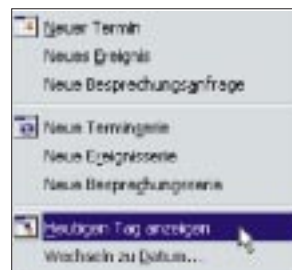 Neuer Termin
Neues Ereignis
Neue Besprechungsanfrage
Neue Terminserie
Neue Ereignisserie
Neue Besprechungsserie
Heutigen Tag anzeigen
Wechseln zu Datum...